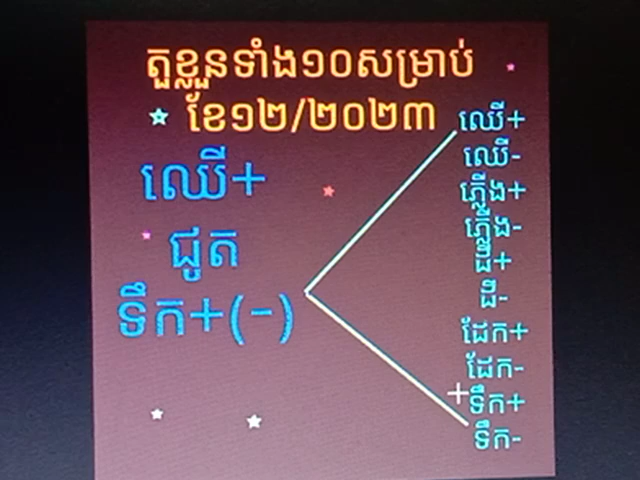 តួខ្លួនទាំង១០សម្រាប់
ខែ១២/២០២៣
ឈើ+
ជូត
ទឹក+(-)
ឈើ+
ឈើ-
ភ្លើង+
ភ្លើង-
ដី+
ដី-
ដែក+
ដែក-
+ទឹក+
ទឹក-